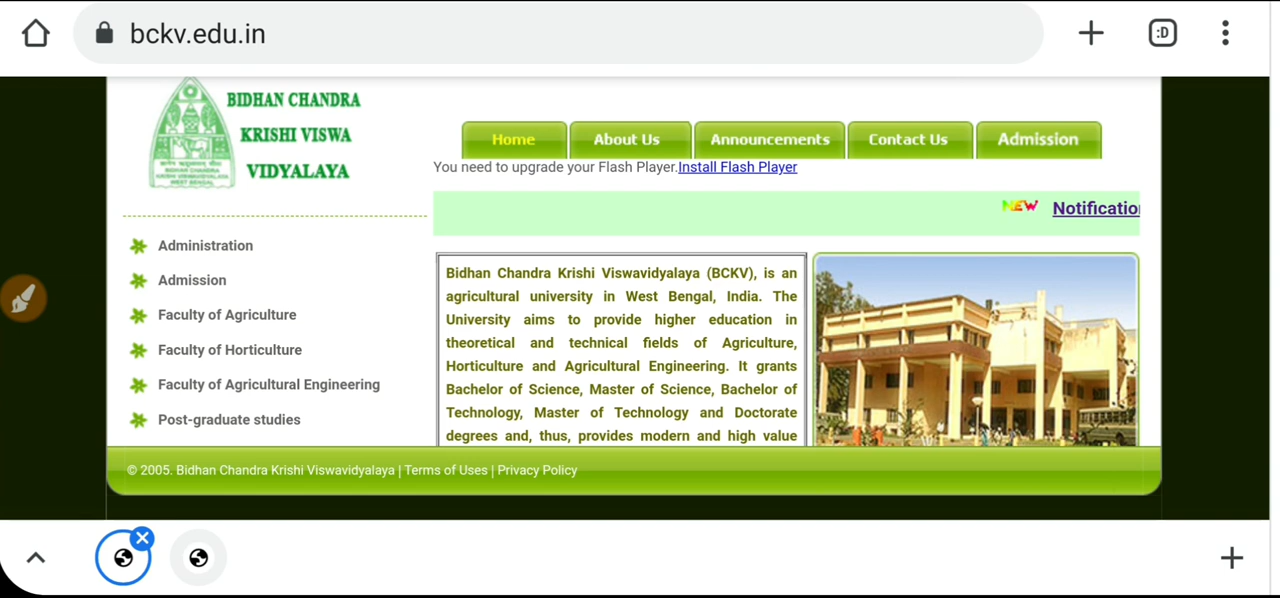 bckv.edu.in
:D
BIDHAN CHANDRA
KRISHI VISWA
VIDYALAYA
Home
About Us
Announcements
Contact Us
Admission
You need to upgrade your Flash Player.Install Flash Player
NEW Notificatio
Administration
Admission
Faculty of Agriculture
Faculty of Horticulture
Faculty of Agricultural Engineering
Post-graduate studies
Bidhan Chandra Krishi Viswavidyalaya (BCKV), is an
agricultural university in West Bengal, India. The
University aims to provide higher education in
theoretical and technical fields of Agriculture,
Horticulture and Agricultural Engineering. It grants
Bachelor of Science, Master of Science, Bachelor of
Technology, Master of Technology and Doctorate
degrees and, thus, provides modern and high value
© 2005. Bidhan Chandra Krishi Viswavidyalaya | Terms of Uses | Privacy Policy